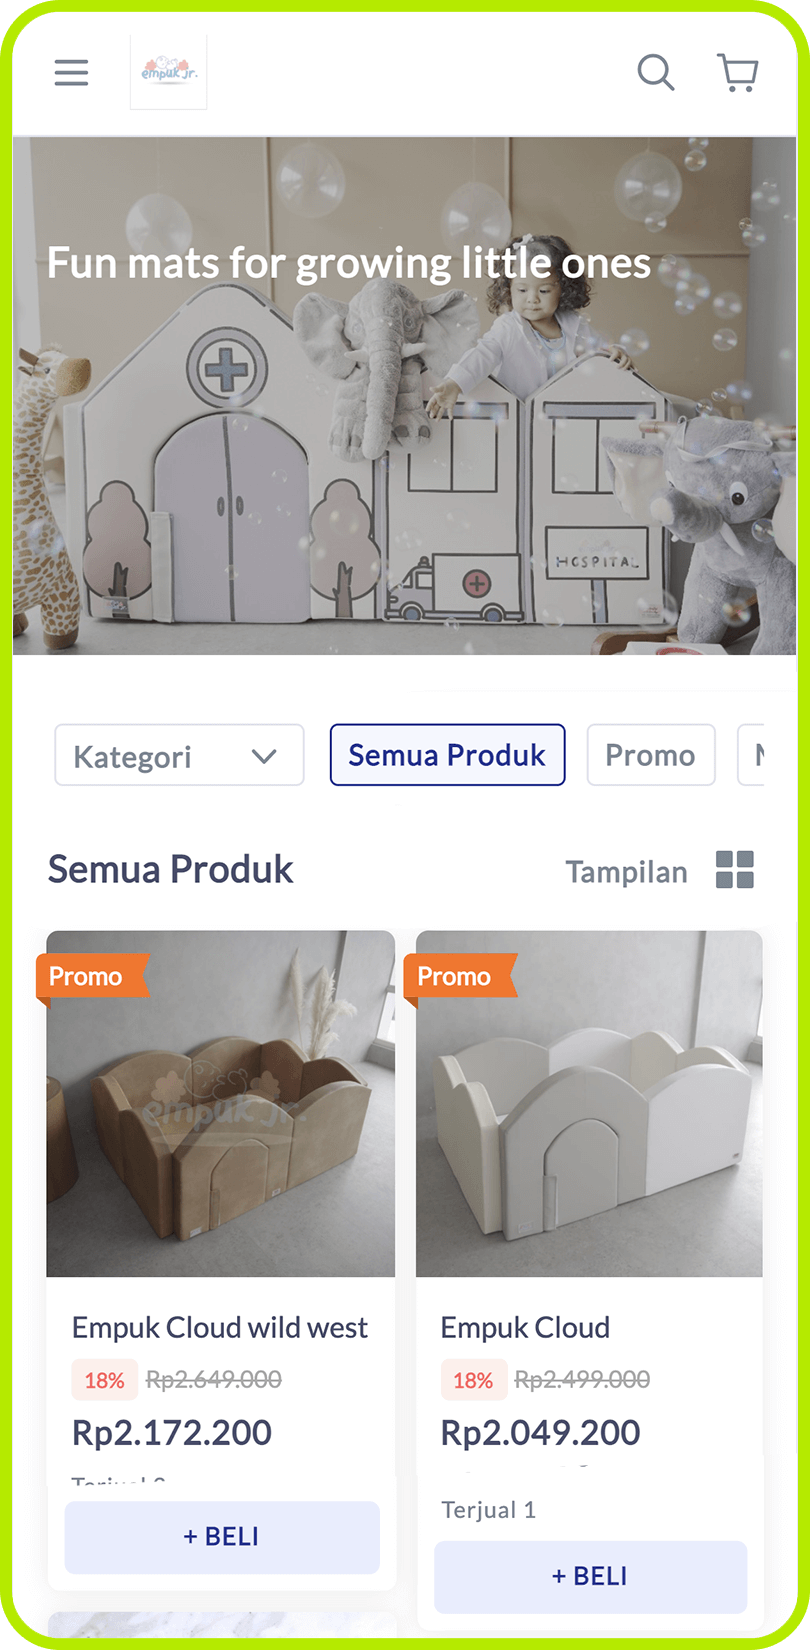 empuk jr.
Fun mats for growing little ones
HOSPITAL
Kategori
Semua Produk
Promo
Semua Produk
Tampilan
Promo
empuk jr.
Empuk Cloud wild west
18% Rp2.649.000
Rp2.172.200
+ BELI
Promo
Empuk Cloud
18% Rp2.499.000
Rp2.049.200
Terjual 1
+ BELI